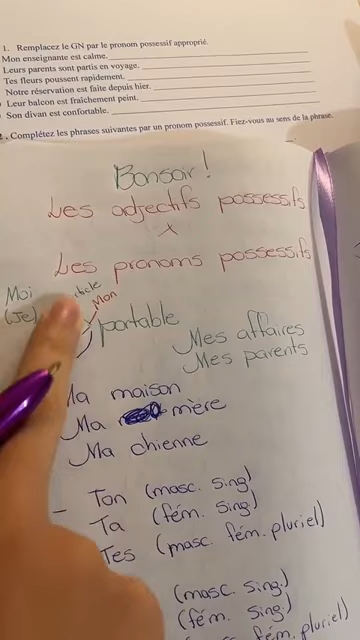 1. Remplacez le GN par le pronom possessif approprié.
Mon enseignante est calme.
Leurs parents sont partis en voyage.
Tes fleurs poussent rapidement.
Notre réservation est faite depuis hier.
Leur balcon est fraîchement peint.
Son divan est confortable.
2. Complétez les phrases suivantes par un pronom possessif. Fiez-vous au sens de la phrase.
Bonsoir !
Les adjectifs possessifs
x
Les pronoms possessifs
Moi
(Je)
Mon
portable
Mes affaires
Mes parents
Ma maison
Ma mère
Ma chienne
- Ton (masc. sing)
Ta (fém. sing.)
Tes (masc. fém. pluriel)
(masc. sing.)
(fém. sing.)
fém. pluriel)